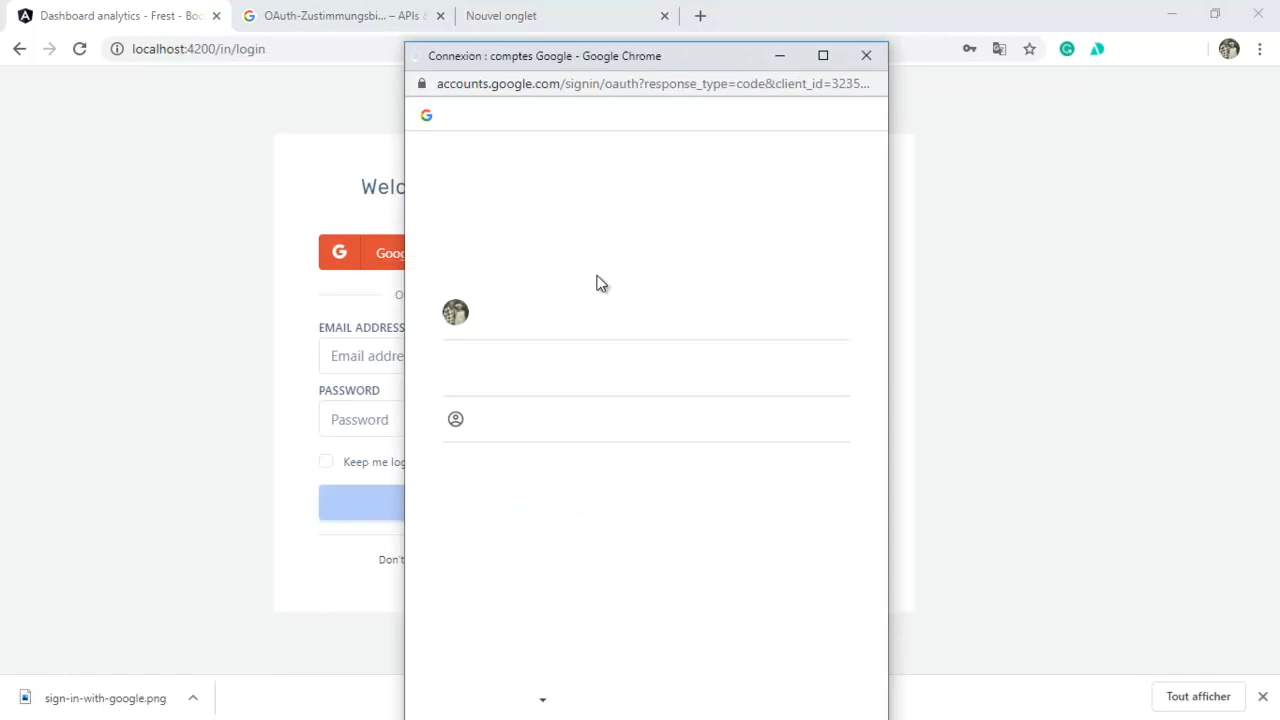 Dashboard analytics - Frest - Boo
OAuth-Zustimmungsbi... – APIs &
Nouvel onglet
localhost:4200/in/login
Connexion : comptes Google - Google Chrome
accounts.google.com/signin/oauth?response_type=code&client_id=3235...
Welc
Goog
O
EMAIL ADDRESS
Email addre
PASSWORD
Password
Keep me log
Don't
sign-in-with-google.png
Tout afficher